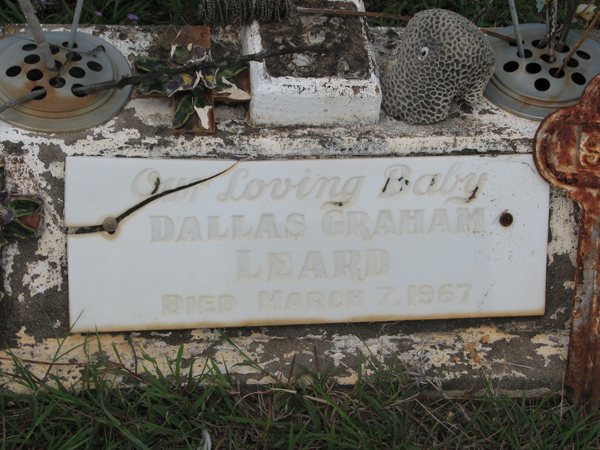 Our Loving Baby
DALLAS GRAHAM
LEARD
DIED MARCH 7, 1967